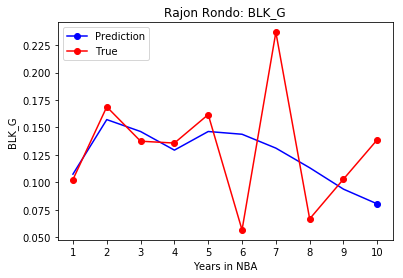 Rajon Rondo: BLK_G
Prediction
True
0.225
0.200
0.175
0.150
0.125
0.100
0.075
0.050
BLK_G
1 2 3 4 5 6 7 8 9 10
Years in NBA